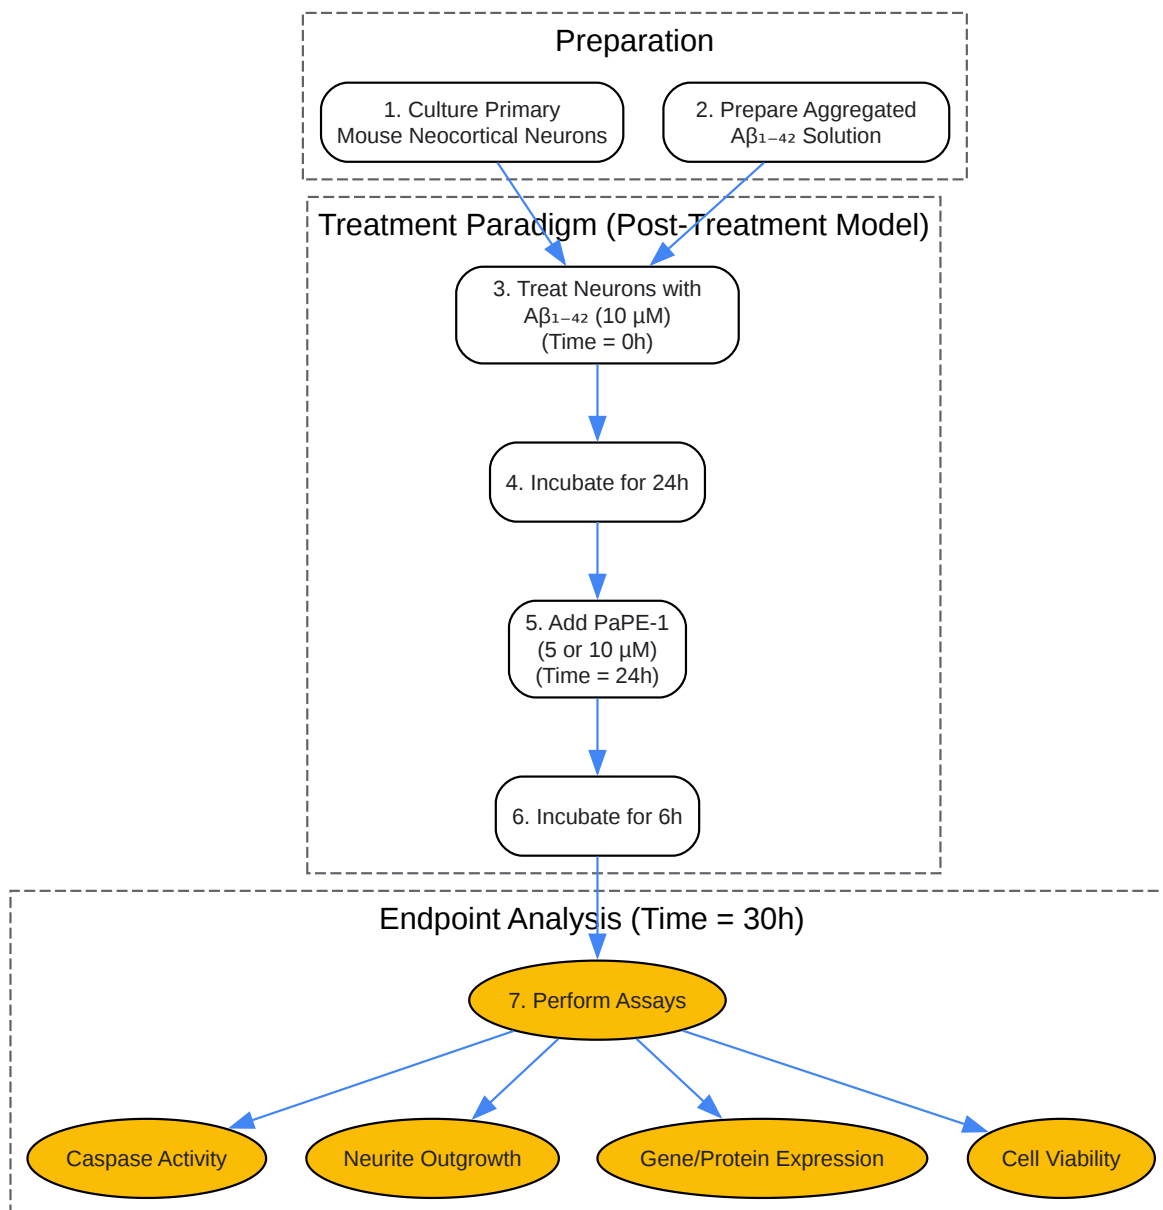 Preparation
1. Culture Primary
Mouse Neocortical Neurons
2. Prepare Aggregated
Aβ₁₋₄₂ Solution
Treatment Paradigm (Post-Treatment Model)
3. Treat Neurons with
Aβ₁₋₄₂ (10 µM)
(Time = 0h)
4. Incubate for 24h
5. Add PaPE-1
(5 or 10 µM)
(Time = 24h)
6. Incubate for 6h
Endpoint Analysis (Time = 30h)
7. Perform Assays
Caspase Activity
Neurite Outgrowth
Gene/Protein Expression
Cell Viability